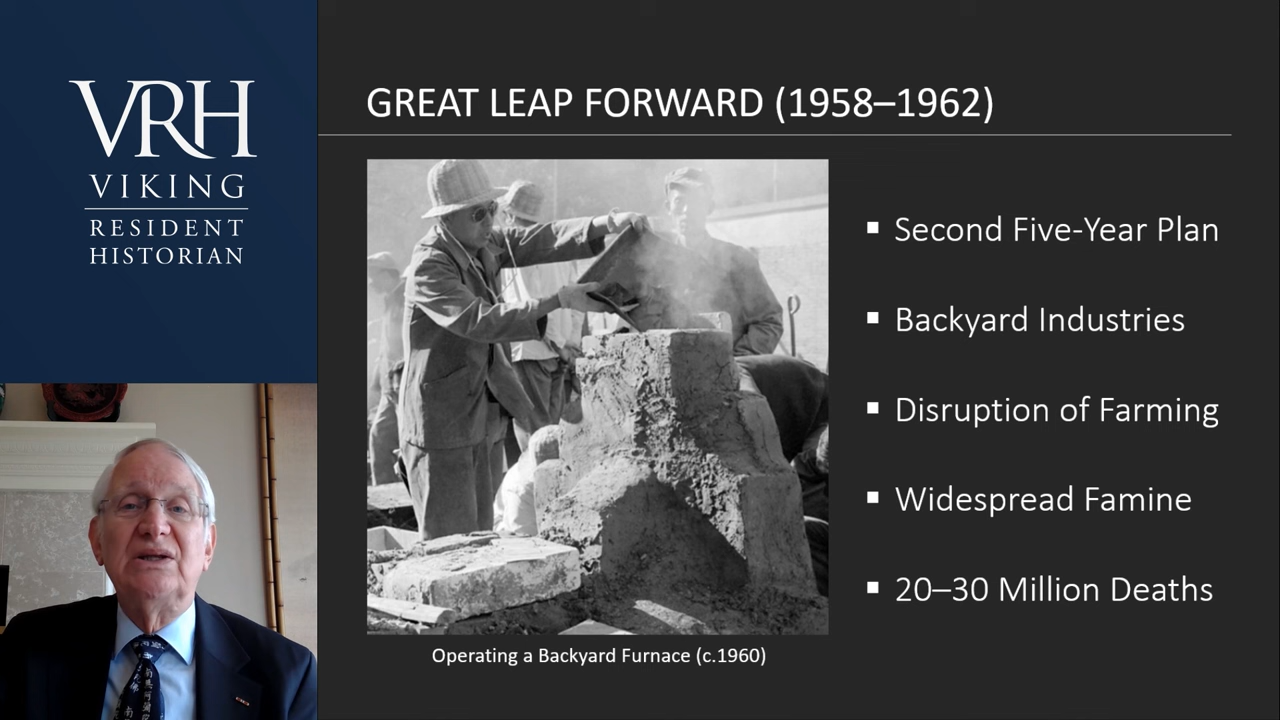 VRH
VIKING
RESIDENT
HISTORIAN
GREAT LEAP FORWARD (1958–1962)
▪ Second Five-Year Plan
▪ Backyard Industries
▪ Disruption of Farming
▪ Widespread Famine
▪ 20–30 Million Deaths
Operating a Backyard Furnace (c.1960)